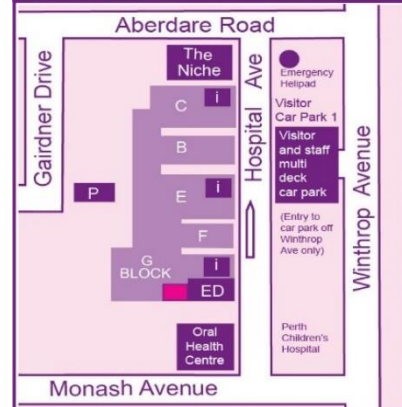 Aberdare Road
The
Niche
Gairdner Drive
Hospital Ave
Winthrop Avenue
Emergency
Helipad
Visitor
Car Park 1
Visitor
and staff
multi
deck
car park
(Entry to
car park off
Winthrop
Ave only)
C
i
B
P
E
i
F
G
BLOCK
i
ED
Oral
Health
Centre
Perth
Children's
Hospital
Monash Avenue